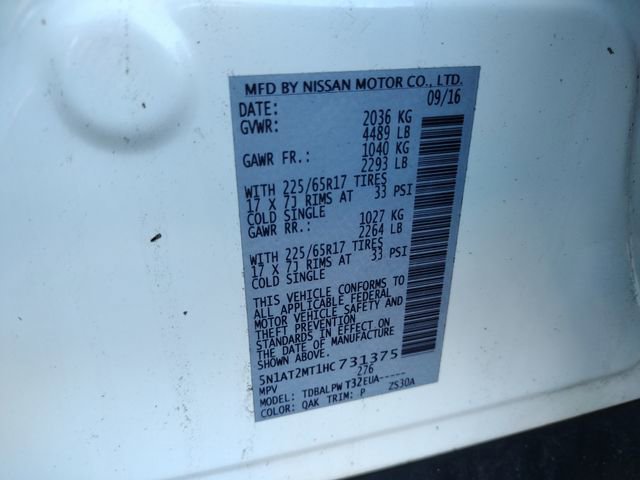 MFD BY NISSAN MOTOR CO., LTD.
DATE: 09/16
GVWR: 2036 KG
4489 LB
GAWR FR.: 1040 KG
2293 LB
WITH 225/65R17 TIRES
17 X 7J RIMS AT 33 PSI
COLD SINGLE
GAWR RR.: 1027 KG
2264 LB
WITH 225/65R17 TIRES
17 X 7J RIMS AT 33 PSI
COLD SINGLE
THIS VEHICLE CONFORMS TO
ALL APPLICABLE FEDERAL
MOTOR VEHICLE SAFETY AND
THEFT PREVENTION
STANDARDS IN EFFECT ON
THE DATE OF MANUFACTURE
SHOWN ABOVE.
5N1AT2MT1HC731375
MPV 276
MODEL: TDBALPWT32EUA-----
COLOR: QAK TRIM: P ZS30A